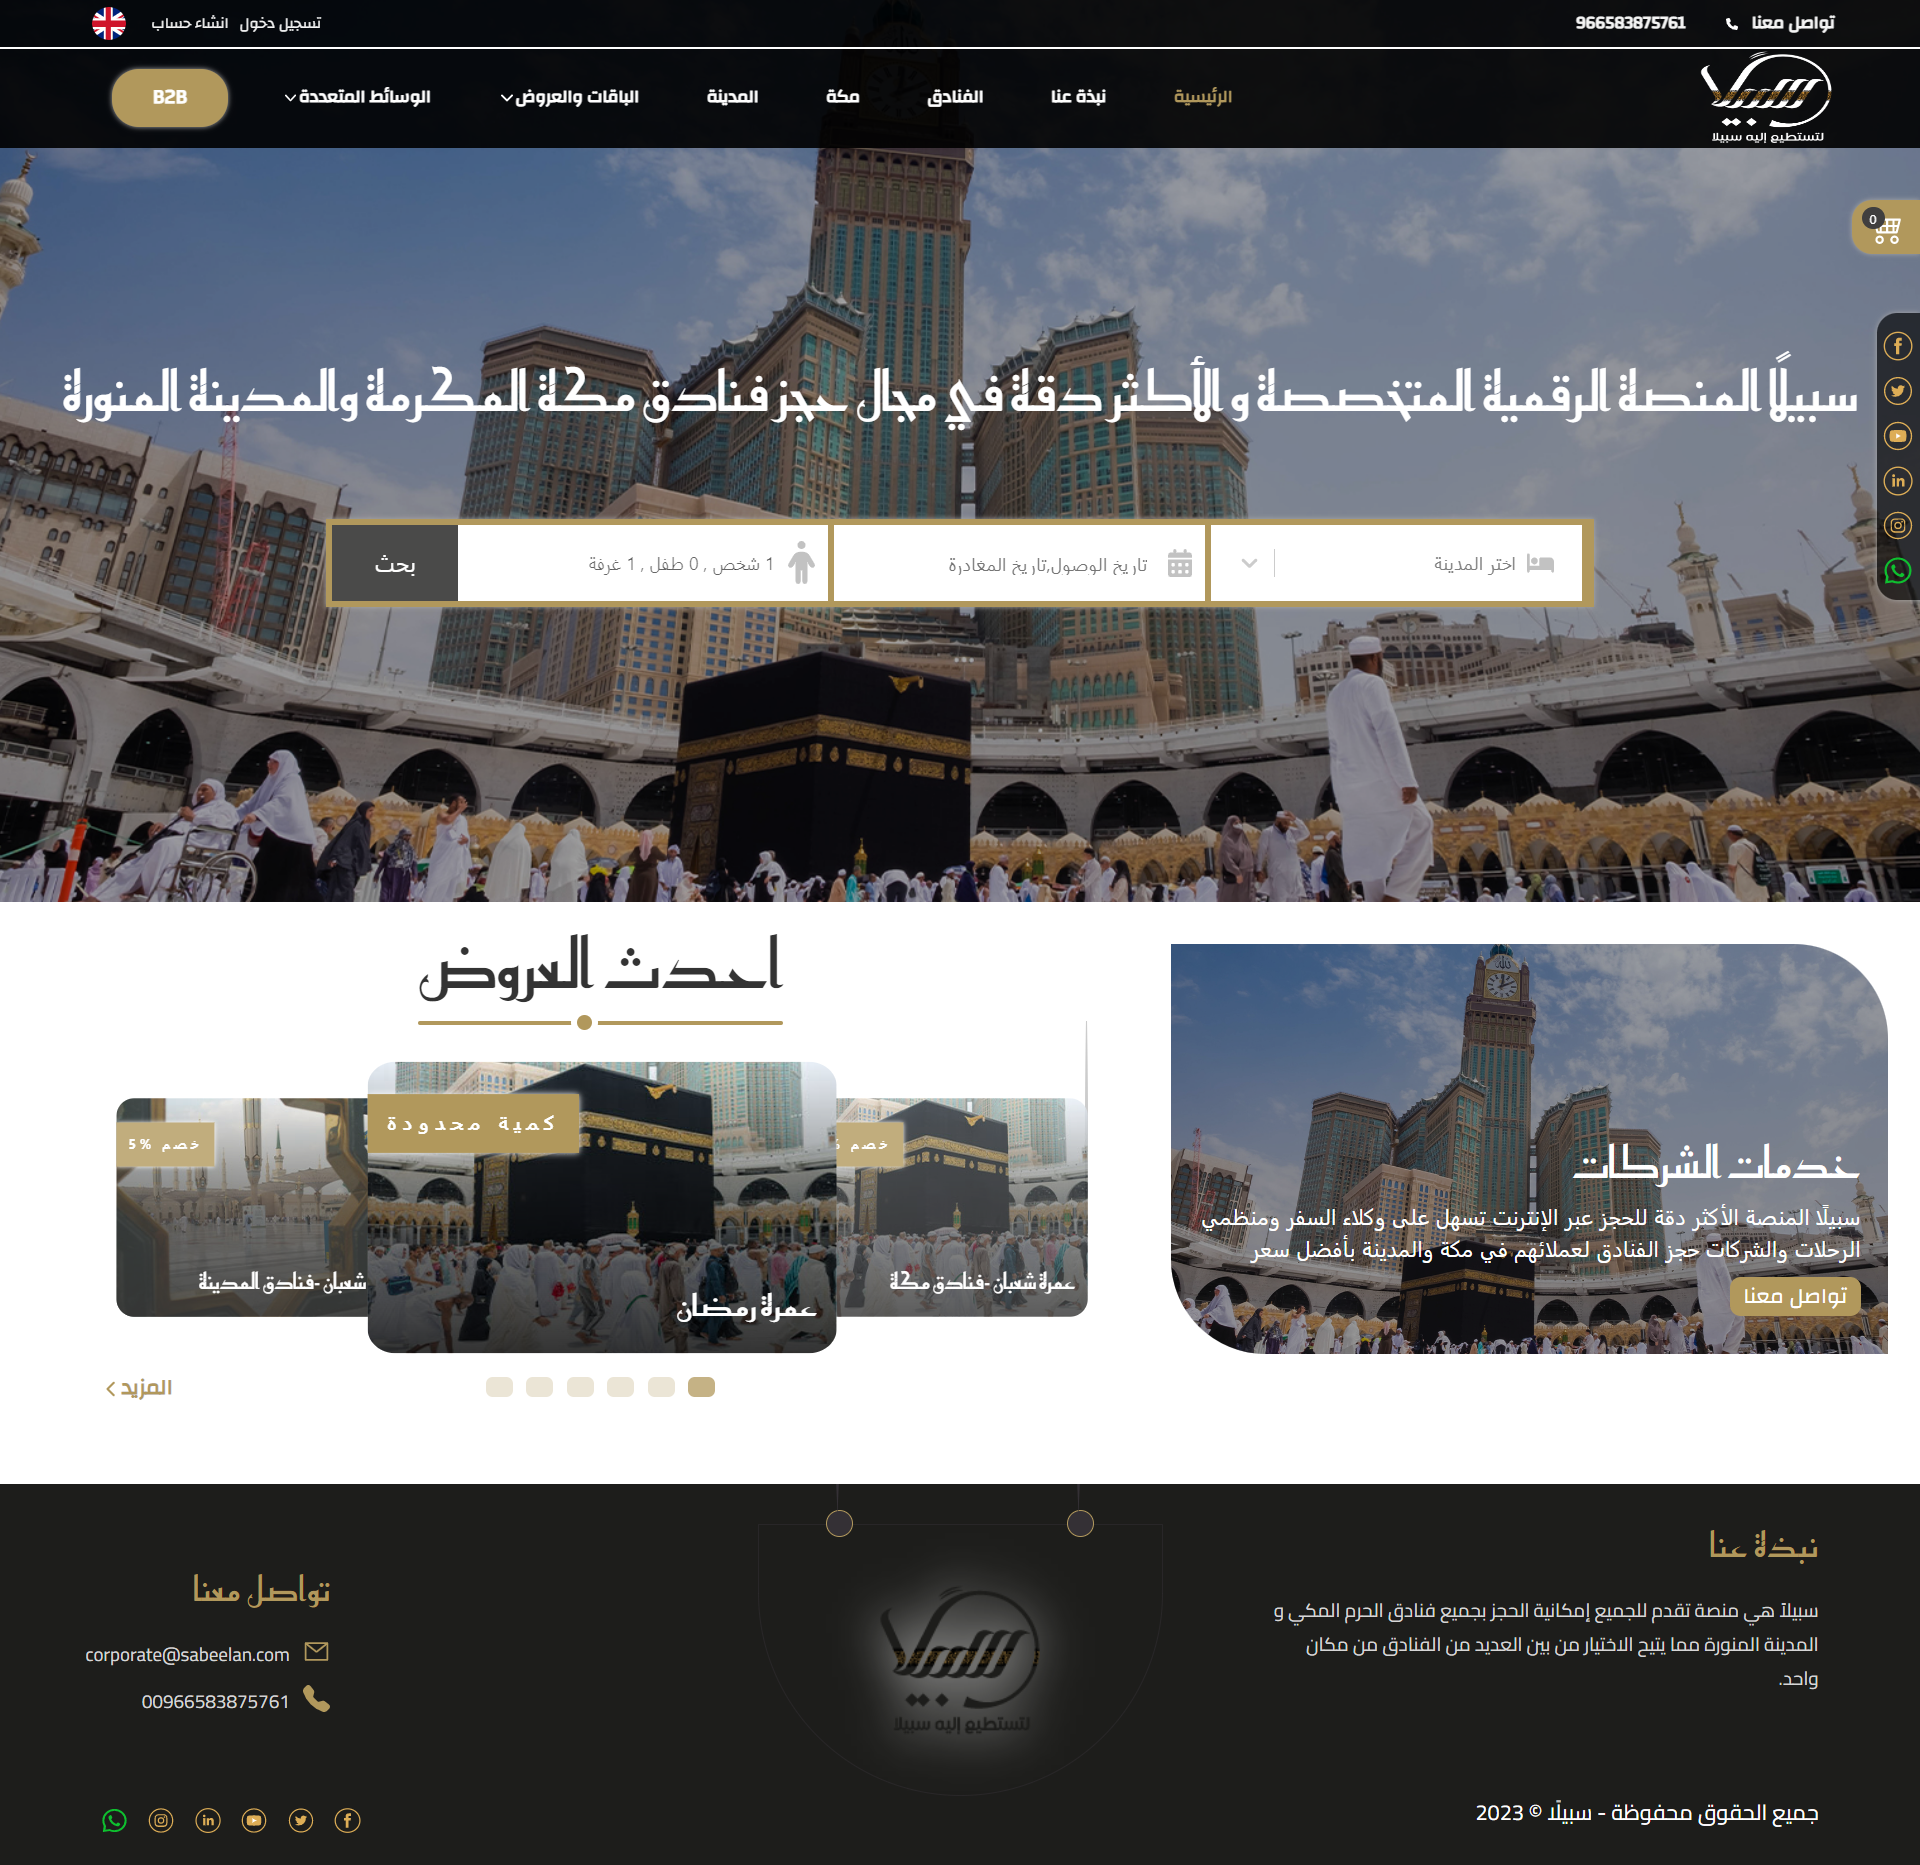 تواصل معنا
966583875761
تسجيل دخول
انشاء حساب
لتستطيع إليه سبيلا
الرئيسية
نبذة عنا
الفنادق
مكة
المدينة
الباقات والعروض
الوسائط المتعددة
B2B
0
سبيلًا المنصة الرقمية المتخصصة و الأكثر دقة في مجال حجز فنادق مكة المكرمة والمدينة المنورة
اختر المدينة
تاريخ الوصول,تاريخ المغادرة
1 شخص , 0 طفل , 1 غرفة
بحث
خدمات الشركات
سبيلًا المنصة الأكثر دقة للحجز عبر الإنترنت تسهل على وكلاء السفر ومنظمي
الرحلات والشركات حجز الفنادق لعملائهم في مكة والمدينة بأفضل سعر
تواصل معنا
احدث العروض
خصم
عمرة شعبان -فنادق مكة
كمية محدودة
عمرة رمضان
خصم 5%
شعبان -فنادق المدينة
المزيد
نبذة عنا
سبيلاً هي منصة تقدم للجميع إمكانية الحجز بجميع فنادق الحرم المكي و
المدينة المنورة مما يتيح الاختيار من بين العديد من الفنادق من مكان
واحد.
لتستطيع إليه سبيلا
تواصل معنا
corporate@sabeelan.com
00966583875761
جميع الحقوق محفوظة - سبيلًا © 2023